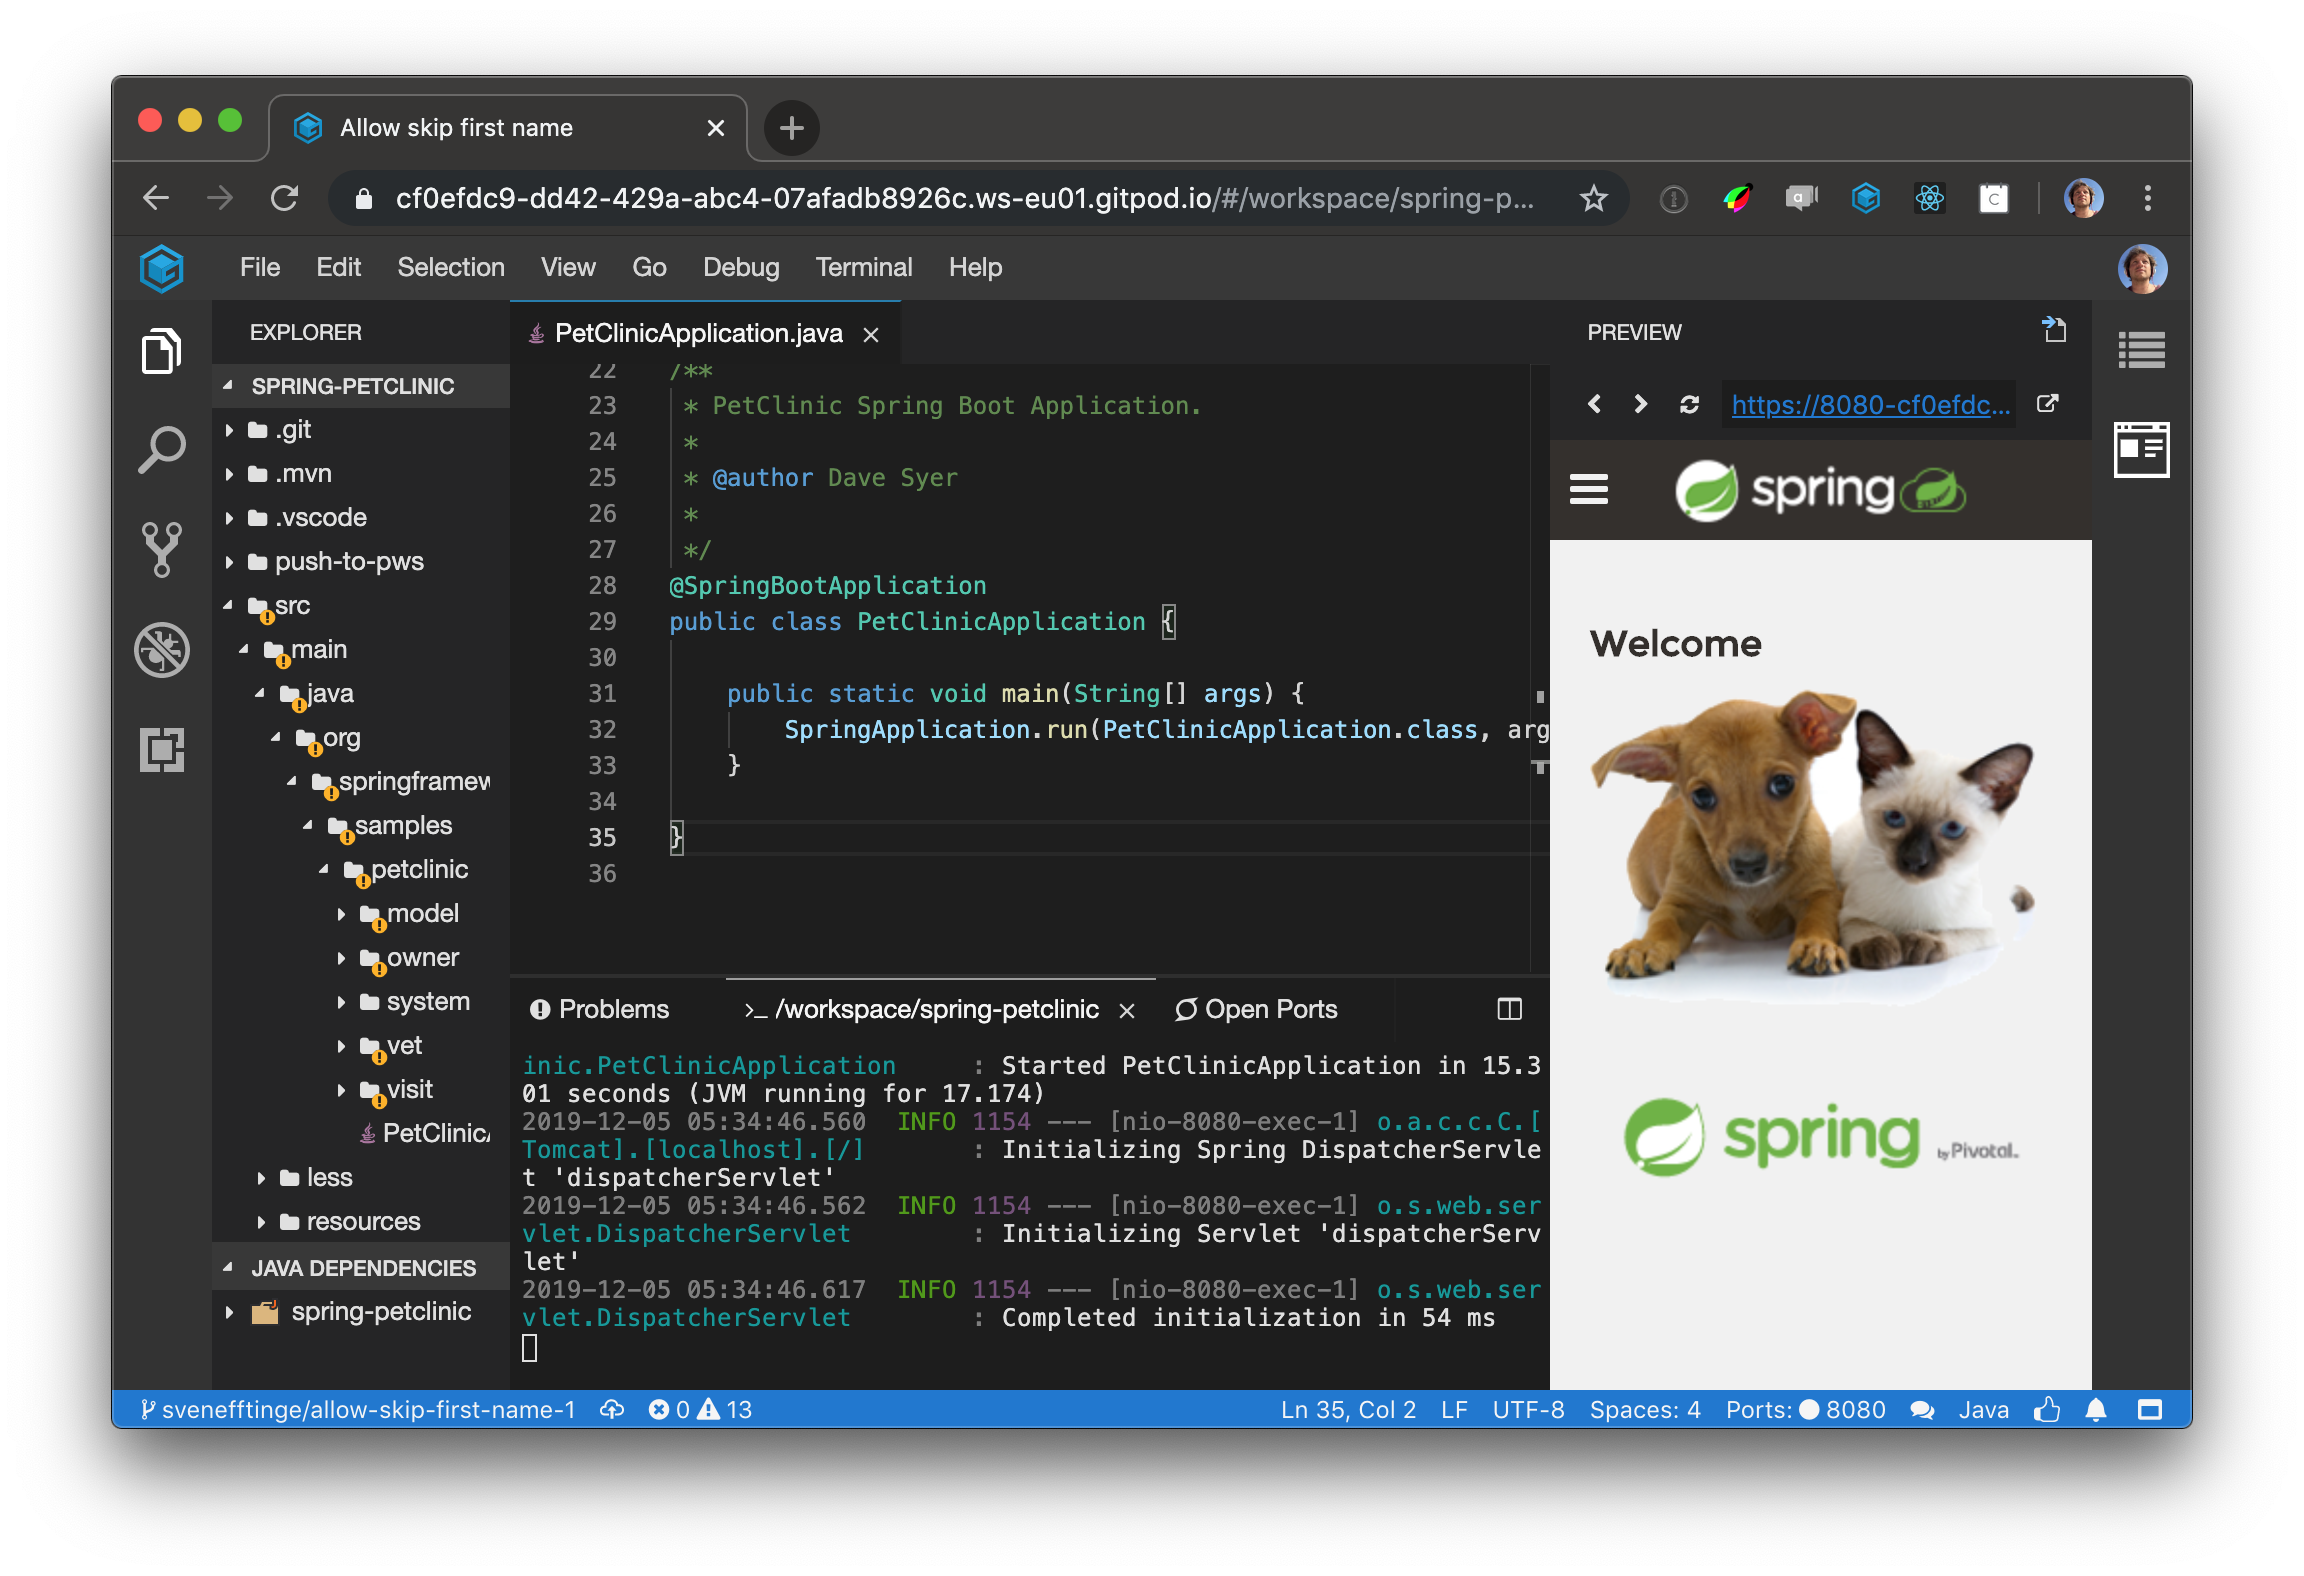 Allow skip first name
cf0efdc9-dd42-429a-abc4-07afadb8926c.ws-eu01.gitpod.io/#/workspace/spring-p...
File Edit Selection View Go Debug Terminal Help
EXPLORER
SPRING-PETCLINIC
.git
.mvn
.vscode
push-to-pws
src
main
java
org
springframew
samples
petclinic
model
owner
system
vet
visit
PetClinic
less
resources
JAVA DEPENDENCIES
spring-petclinic
PetClinicApplication.java
22 /**
23 * PetClinic Spring Boot Application.
24 *
25 * @author Dave Syer
26 *
27 */
28 @SpringBootApplication
29 public class PetClinicApplication {
30
31 public static void main(String[] args) {
32 SpringApplication.run(PetClinicApplication.class, arg
33 }
34
35 }
36
Problems >_ /workspace/spring-petclinic Open Ports
inic.PetClinicApplication : Started PetClinicApplication in 15.3
01 seconds (JVM running for 17.174)
2019-12-05 05:34:46.560 INFO 1154 --- [nio-8080-exec-1] o.a.c.c.C.[
Tomcat].[localhost].[/] : Initializing Spring DispatcherServle
t 'dispatcherServlet'
2019-12-05 05:34:46.562 INFO 1154 --- [nio-8080-exec-1] o.s.web.ser
vlet.DispatcherServlet : Initializing Servlet 'dispatcherServ
let'
2019-12-05 05:34:46.617 INFO 1154 --- [nio-8080-exec-1] o.s.web.ser
vlet.DispatcherServlet : Completed initialization in 54 ms
PREVIEW
https://8080-cf0efdc...
spring
Welcome
spring by Pivotal
svenefftinge/allow-skip-first-name-1 0 13
Ln 35, Col 2 LF UTF-8 Spaces: 4 Ports: 8080 Java